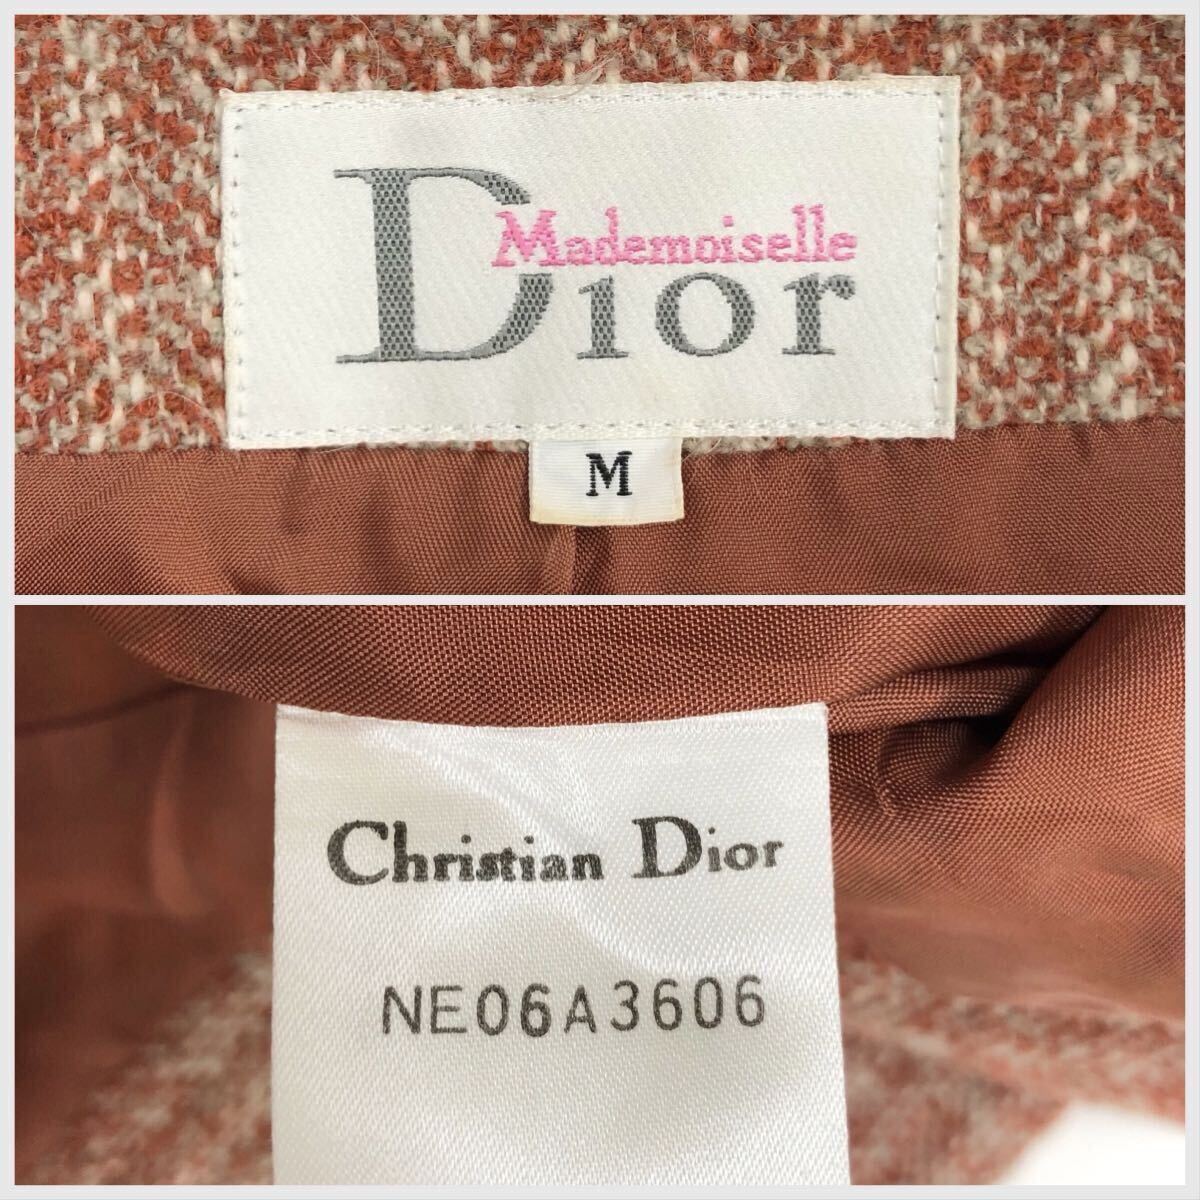 Mademoiselle
Dior
M
Christian Dior
NE06A3606